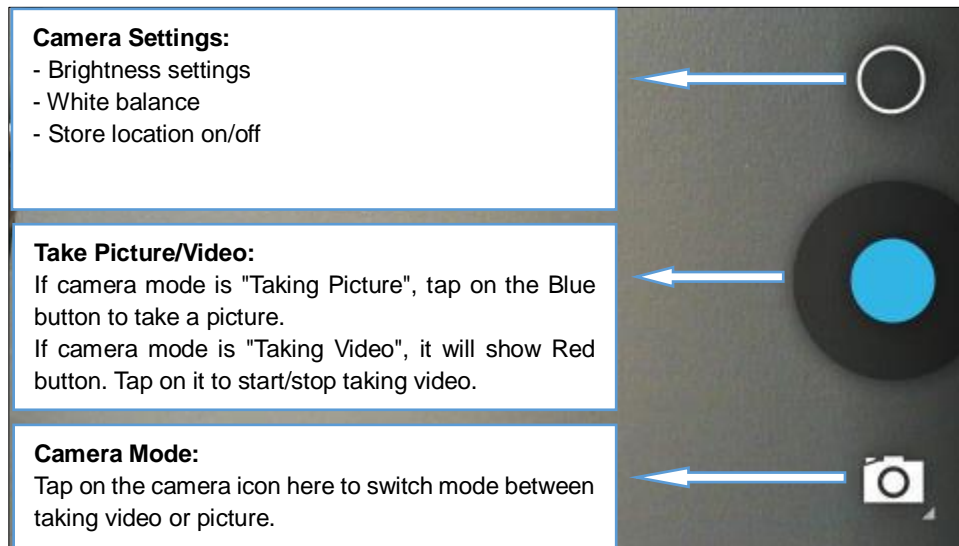 Camera Settings:
- Brightness settings
- White balance
- Store location on/off
Take Picture/Video:
If camera mode is "Taking Picture", tap on the Blue
button to take a picture.
If camera mode is "Taking Video", it will show Red
button. Tap on it to start/stop taking video.
Camera Mode:
Tap on the camera icon here to switch mode between
taking video or picture.